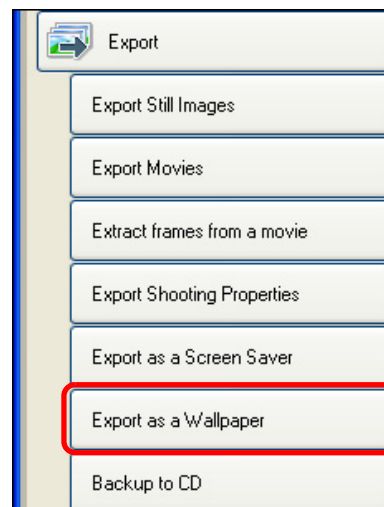 Export
Export Still Images
Export Movies
Extract frames from a movie
Export Shooting Properties
Export as a Screen Saver
Export as a Wallpaper
Backup to CD